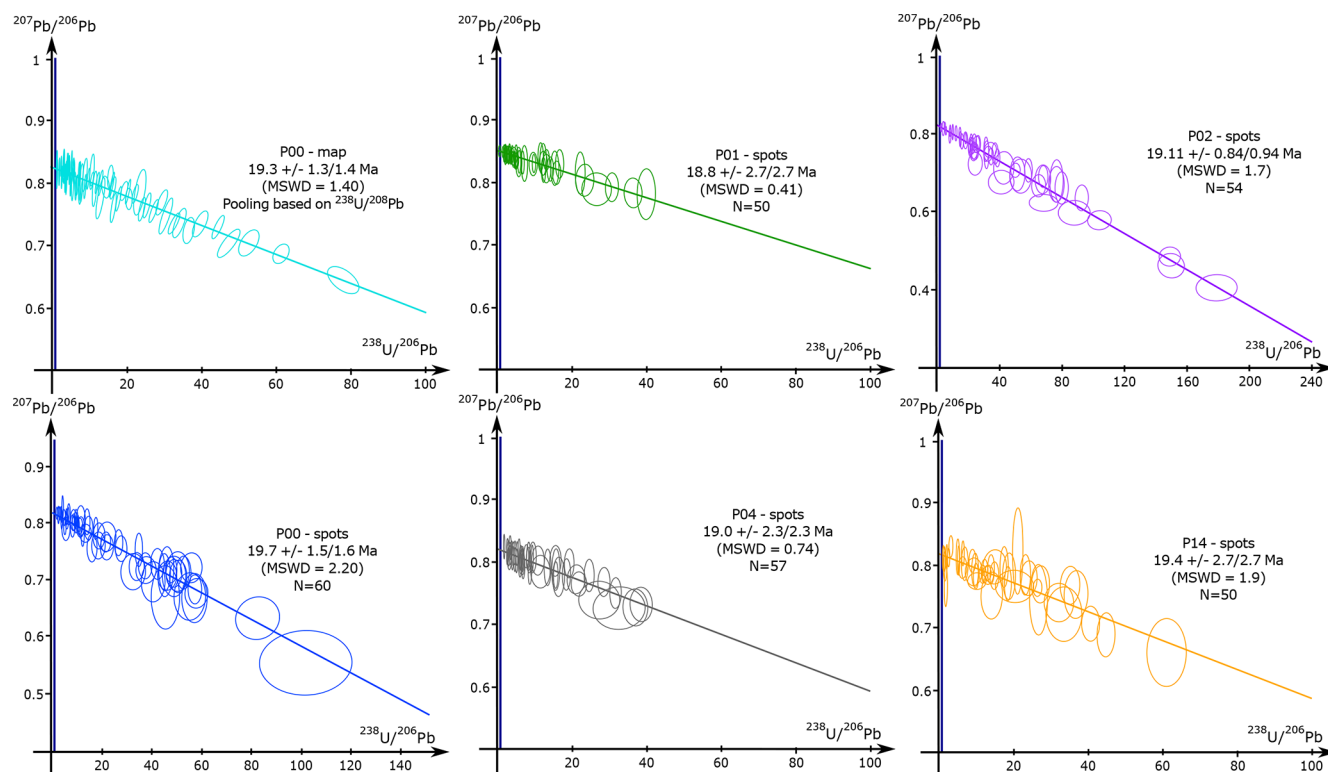 ²⁰⁷Pb/²⁰⁶Pb
1
0.9
0.8
0.7
0.6
P00 - map
19.3 +/- 1.3/1.4 Ma
(MSWD = 1.40)
Pooling based on ²³⁸U/²⁰⁸Pb
²³⁸U/²⁰⁶Pb
20 40 60 80 100
²⁰⁷Pb/²⁰⁶Pb
1
0.9
0.8
0.7
0.6
P01 - spots
18.8 +/- 2.7/2.7 Ma
(MSWD = 0.41)
N=50
²³⁸U/²⁰⁶Pb
20 40 60 80 100
²⁰⁷Pb/²⁰⁶Pb
1
0.8
0.6
0.4
P02 - spots
19.11 +/- 0.84/0.94 Ma
(MSWD = 1.7)
N=54
²³⁸U/²⁰⁶Pb
40 80 120 160 200 240
²⁰⁷Pb/²⁰⁶Pb
0.9
0.8
0.7
0.6
0.5
P00 - spots
19.7 +/- 1.5/1.6 Ma
(MSWD = 2.20)
N=60
²³⁸U/²⁰⁶Pb
20 40 60 80 100 120 140
²⁰⁷Pb/²⁰⁶Pb
1
0.9
0.8
0.7
0.6
P04 - spots
19.0 +/- 2.3/2.3 Ma
(MSWD = 0.74)
N=57
²³⁸U/²⁰⁶Pb
20 40 60 80 100
²⁰⁷Pb/²⁰⁶Pb
1
0.9
0.8
0.7
0.6
P14 - spots
19.4 +/- 2.7/2.7 Ma
(MSWD = 1.9)
N=50
²³⁸U/²⁰⁶Pb
20 40 60 80 100